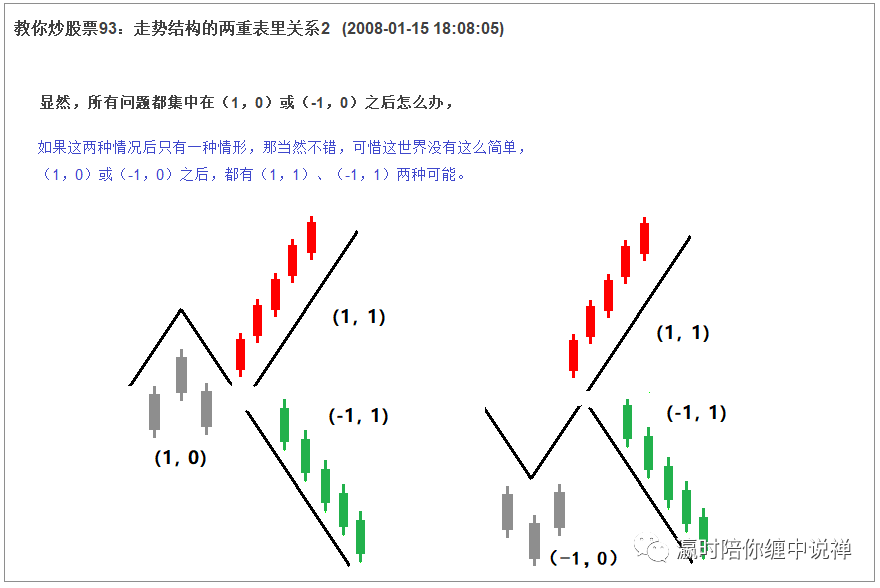 教你炒股票93：走势结构的两重表里关系2 (2008-01-15 18:08:05)
显然，所有问题都集中在（1，0）或（-1，0）之后怎么办，
如果这两种情况后只有一种情形，那当然不错，可惜这世界没有这么简单，
（1，0）或（-1，0）之后，都有（1，1）、（-1，1）两种可能。
(1, 1)
(1, 1)
(-1, 1)
(-1, 1)
(1, 0)
(-1, 0)
瀛时陪你缠中说禅